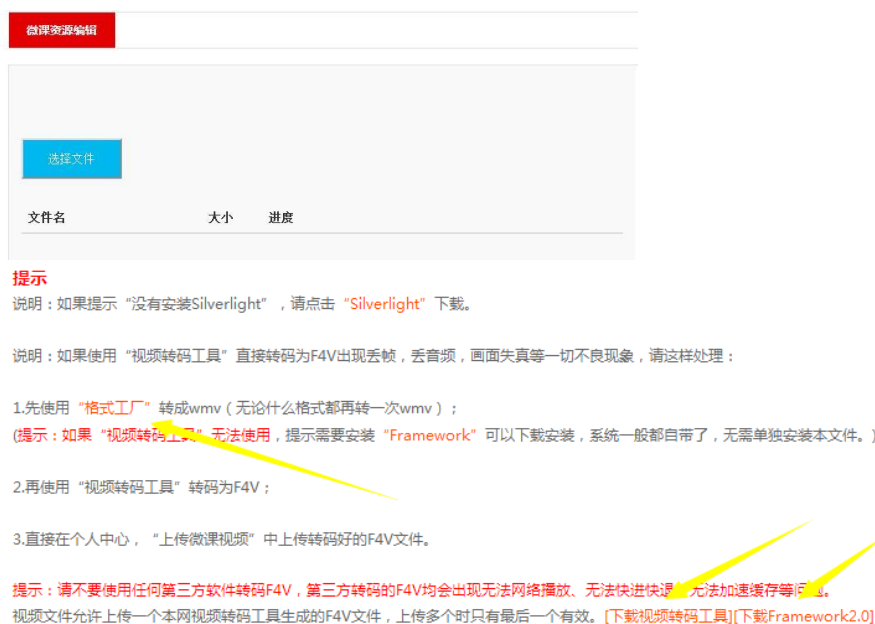 微课资源编辑
选择文件
文件名 大小 进度
提示
说明：如果提示“没有安装Silverlight”，请点击“Silverlight”下载。
说明：如果使用“视频转码工具”直接转码为F4V出现丢帧，丢音频，画面失真等一切不良现象，请这样处理：
1.先使用“格式工厂”转成wmv（无论什么格式都再转一次wmv）；
(提示：如果“视频转码工具”无法使用，提示需要安装“Framework”可以下载安装，系统一般都自带了，无需单独安装本文件。)
2.再使用“视频转码工具”转码为F4V；
3.直接在个人中心，“上传微课视频”中上传转码好的F4V文件。
提示：请不要使用任何第三方软件转码F4V，第三方转码的F4V均会出现无法网络播放、无法快进快退、无法加速缓存等问题。
视频文件允许上传一个本网视频转码工具生成的F4V文件，上传多个时只有最后一个有效。[下载视频转码工具][下载Framework2.0]